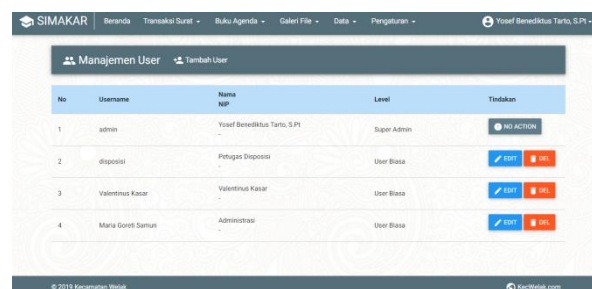 SIMAKAR Beranda Transaksi Surat Buku Agenda Galeri File Data Pengaturan Yosef Benediktus Tarto, S.Pt
Manajemen User Tambah User
No Username Nama NIP Level Tindakan
1 admin Yosef Benediktus Tarto, S.Pt - Super Admin NO ACTION
2 disposisi Petugas Disposisi - User Biasa EDIT DEL
3 Valentinus Kasar Valentinus Kasar - User Biasa EDIT DEL
4 Maria Goreti Samun Administrasi - User Biasa EDIT DEL
© 2019 Kecamatan Welak KecWelak.com